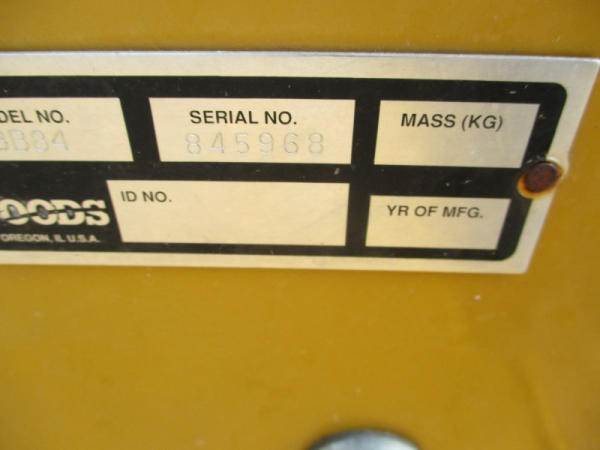 DEL NO. SERIAL NO. MASS (KG)
BB84 845968
OODS ID NO. YR OF MFG.
OREGON, IL U.S.A.